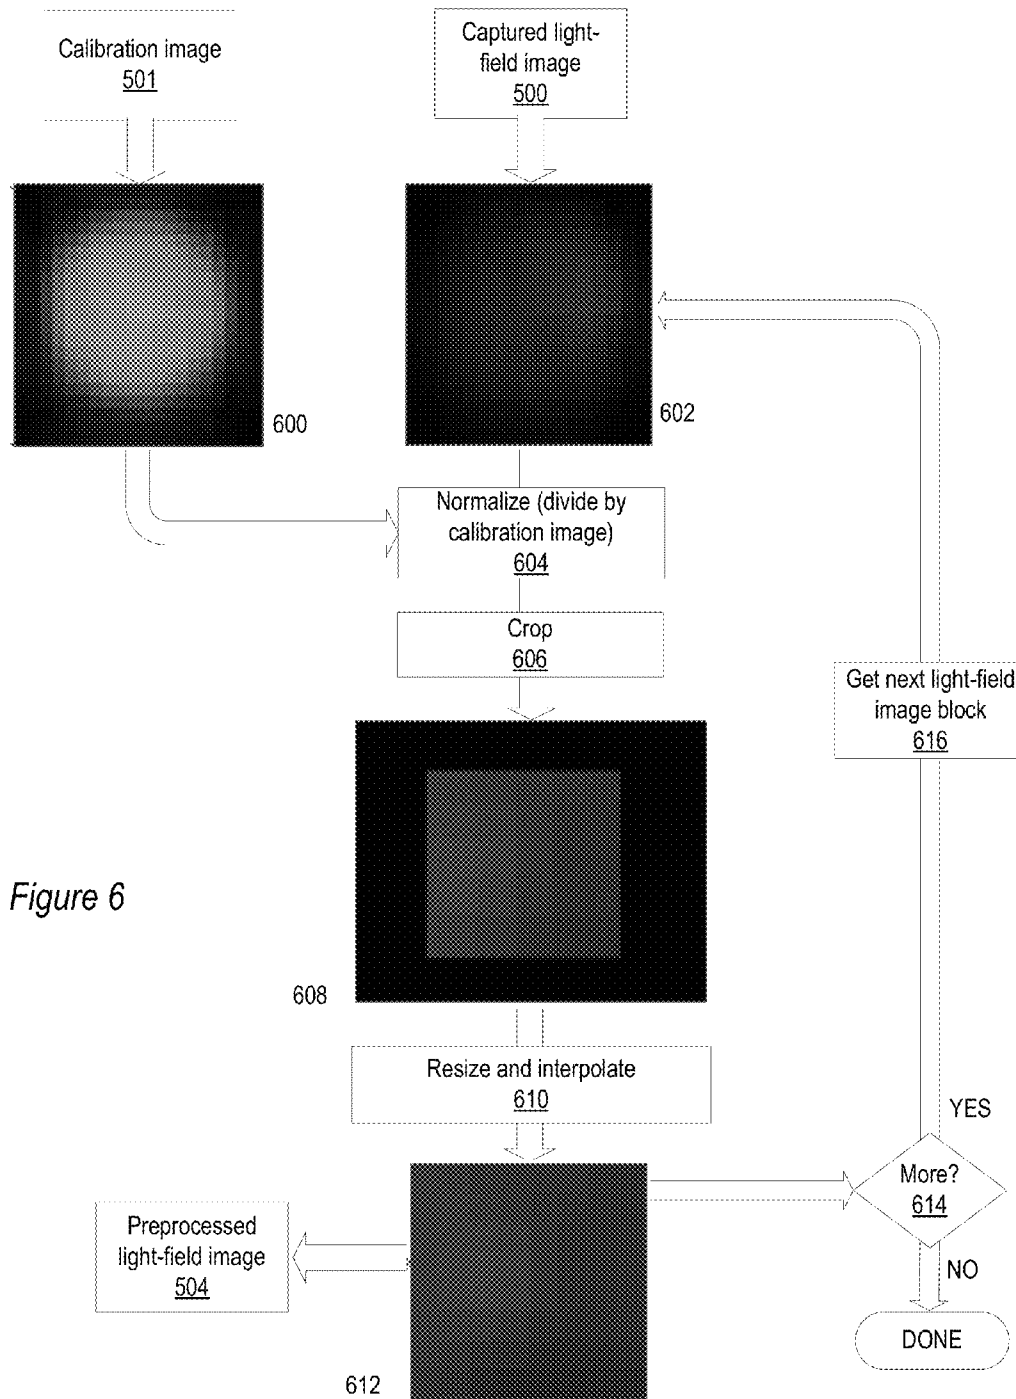 Calibration image
501
Captured light-
field image
500
600
602
Normalize (divide by
calibration image)
604
Crop
606
Get next light-field
image block
616
Figure 6
608
Resize and interpolate
610
YES
More?
614
Preprocessed
light-field image
504
NO
DONE
612